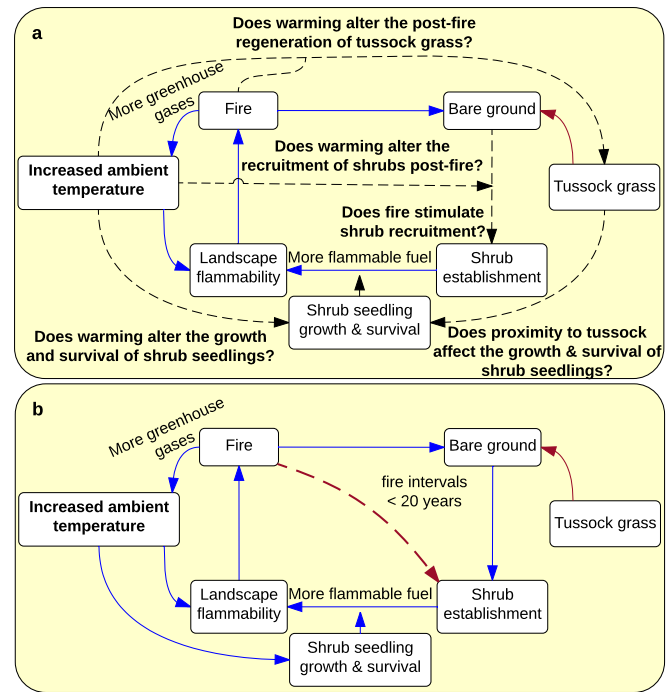 a
Does warming alter the post-fire
regeneration of tussock grass?
More greenhouse
gases
Fire
Bare ground
Does warming alter the
recruitment of shrubs post-fire?
Increased ambient
temperature
Tussock grass
Does fire stimulate
shrub recruitment?
Landscape
flammability
More flammable fuel
Shrub
establishment
Shrub seedling
growth & survival
Does warming alter the growth
and survival of shrub seedlings?
Does proximity to tussock
affect the growth & survival of
shrub seedlings?
b
More greenhouse
gases
Fire
Bare ground
fire intervals
< 20 years
Increased ambient
temperature
Tussock grass
Landscape
flammability
More flammable fuel
Shrub
establishment
Shrub seedling
growth & survival